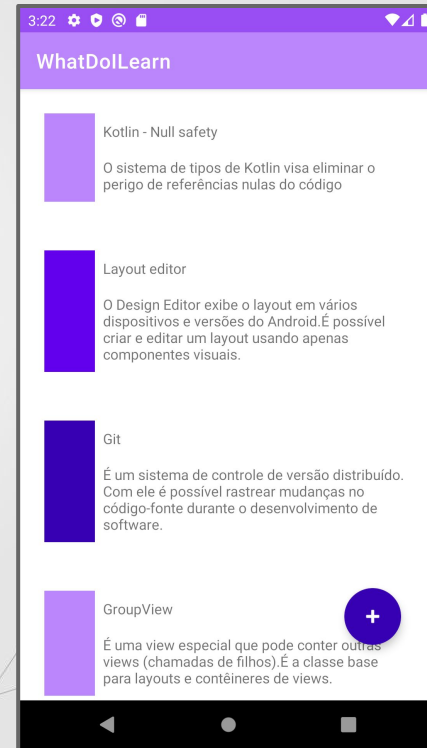 3:22
WhatDoILearn
Kotlin - Null safety
O sistema de tipos de Kotlin visa eliminar o
perigo de referências nulas do código
Layout editor
O Design Editor exibe o layout em vários
dispositivos e versões do Android.É possível
criar e editar um layout usando apenas
componentes visuais.
Git
É um sistema de controle de versão distribuído.
Com ele é possível rastrear mudanças no
código-fonte durante o desenvolvimento de
software.
GroupView
É uma view especial que pode conter outras
views (chamadas de filhos).É a classe base
para layouts e contêineres de views.